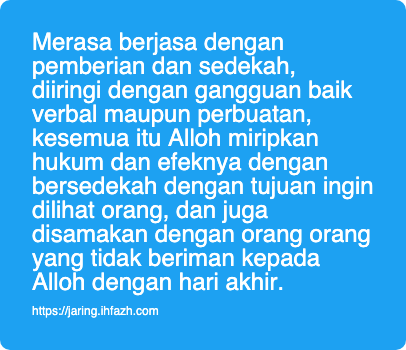 Merasa berjasa dengan
pemberian dan sedekah,
diiringi dengan gangguan baik
verbal maupun perbuatan,
kesemua itu Alloh miripkan
hukum dan efeknya dengan
bersedekah dengan tujuan ingin
dilihat orang, dan juga
disamakan dengan orang orang
yang tidak beriman kepada
Alloh dengan hari akhir.
https://jaring.ihfazh.com